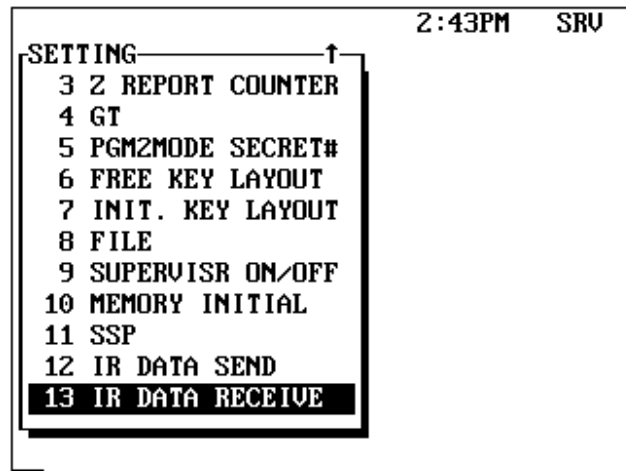 2:43PM SRV
SETTING ↑
3 Z REPORT COUNTER
4 GT
5 PGM2MODE SECRET#
6 FREE KEY LAYOUT
7 INIT. KEY LAYOUT
8 FILE
9 SUPERVISR ON/OFF
10 MEMORY INITIAL
11 SSP
12 IR DATA SEND
13 IR DATA RECEIVE